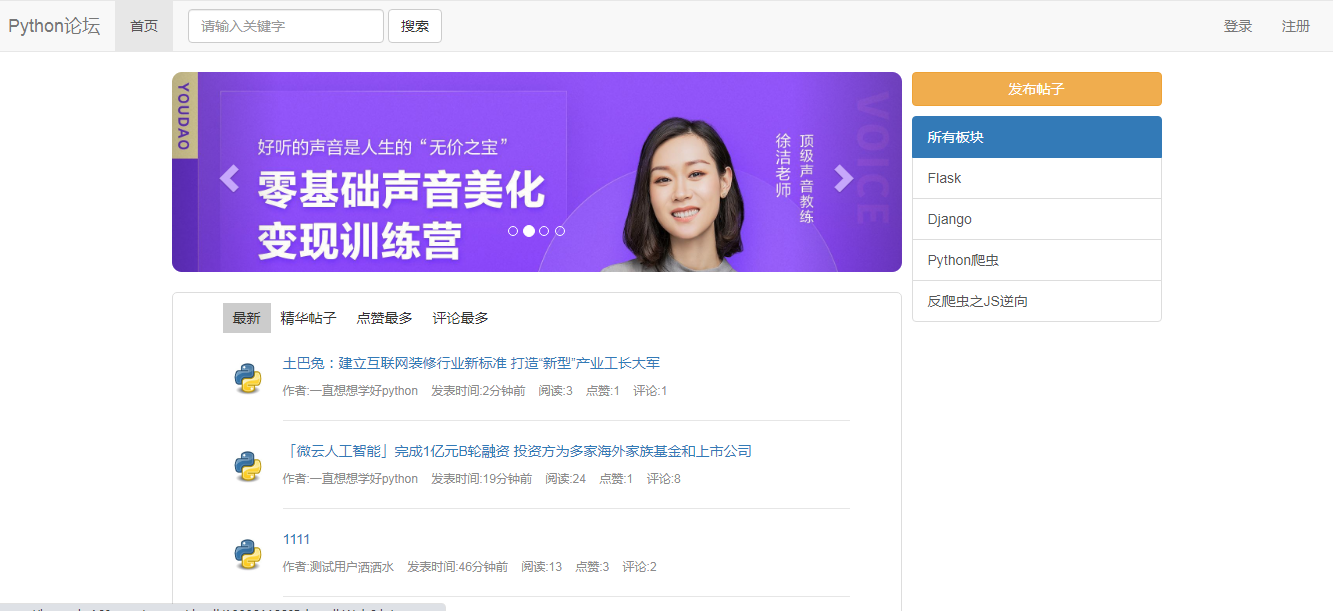 Python论坛 首页 请输入关键字 搜索 登录 注册
YOUDAO
好听的声音是人生的“无价之宝”
零基础声音美化
变现训练营
徐洁老师
顶级声音教练
VOICE
发布帖子
所有板块
Flask
Django
Python爬虫
反爬虫之JS逆向
最新 精华帖子 点赞最多 评论最多
土巴兔：建立互联网装修行业新标准 打造“新型”产业工长大军
作者:一直想想学好python 发表时间:2分钟前 阅读:3 点赞:1 评论:1
「微云人工智能」完成1亿元B轮融资 投资方为多家海外家族基金和上市公司
作者:一直想想学好python 发表时间:19分钟前 阅读:24 点赞:1 评论:8
1111
作者:测试用户洒洒水 发表时间:46分钟前 阅读:13 点赞:3 评论:2